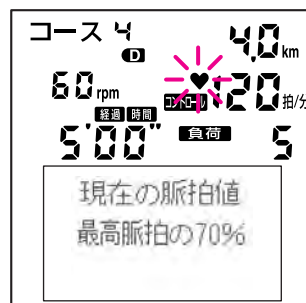 コース 4
D
4.0 km
60 rpm
コントロール 120 拍/分
経過 時間
負荷
5'00"
5
現在の脈拍値
最高脈拍の70%